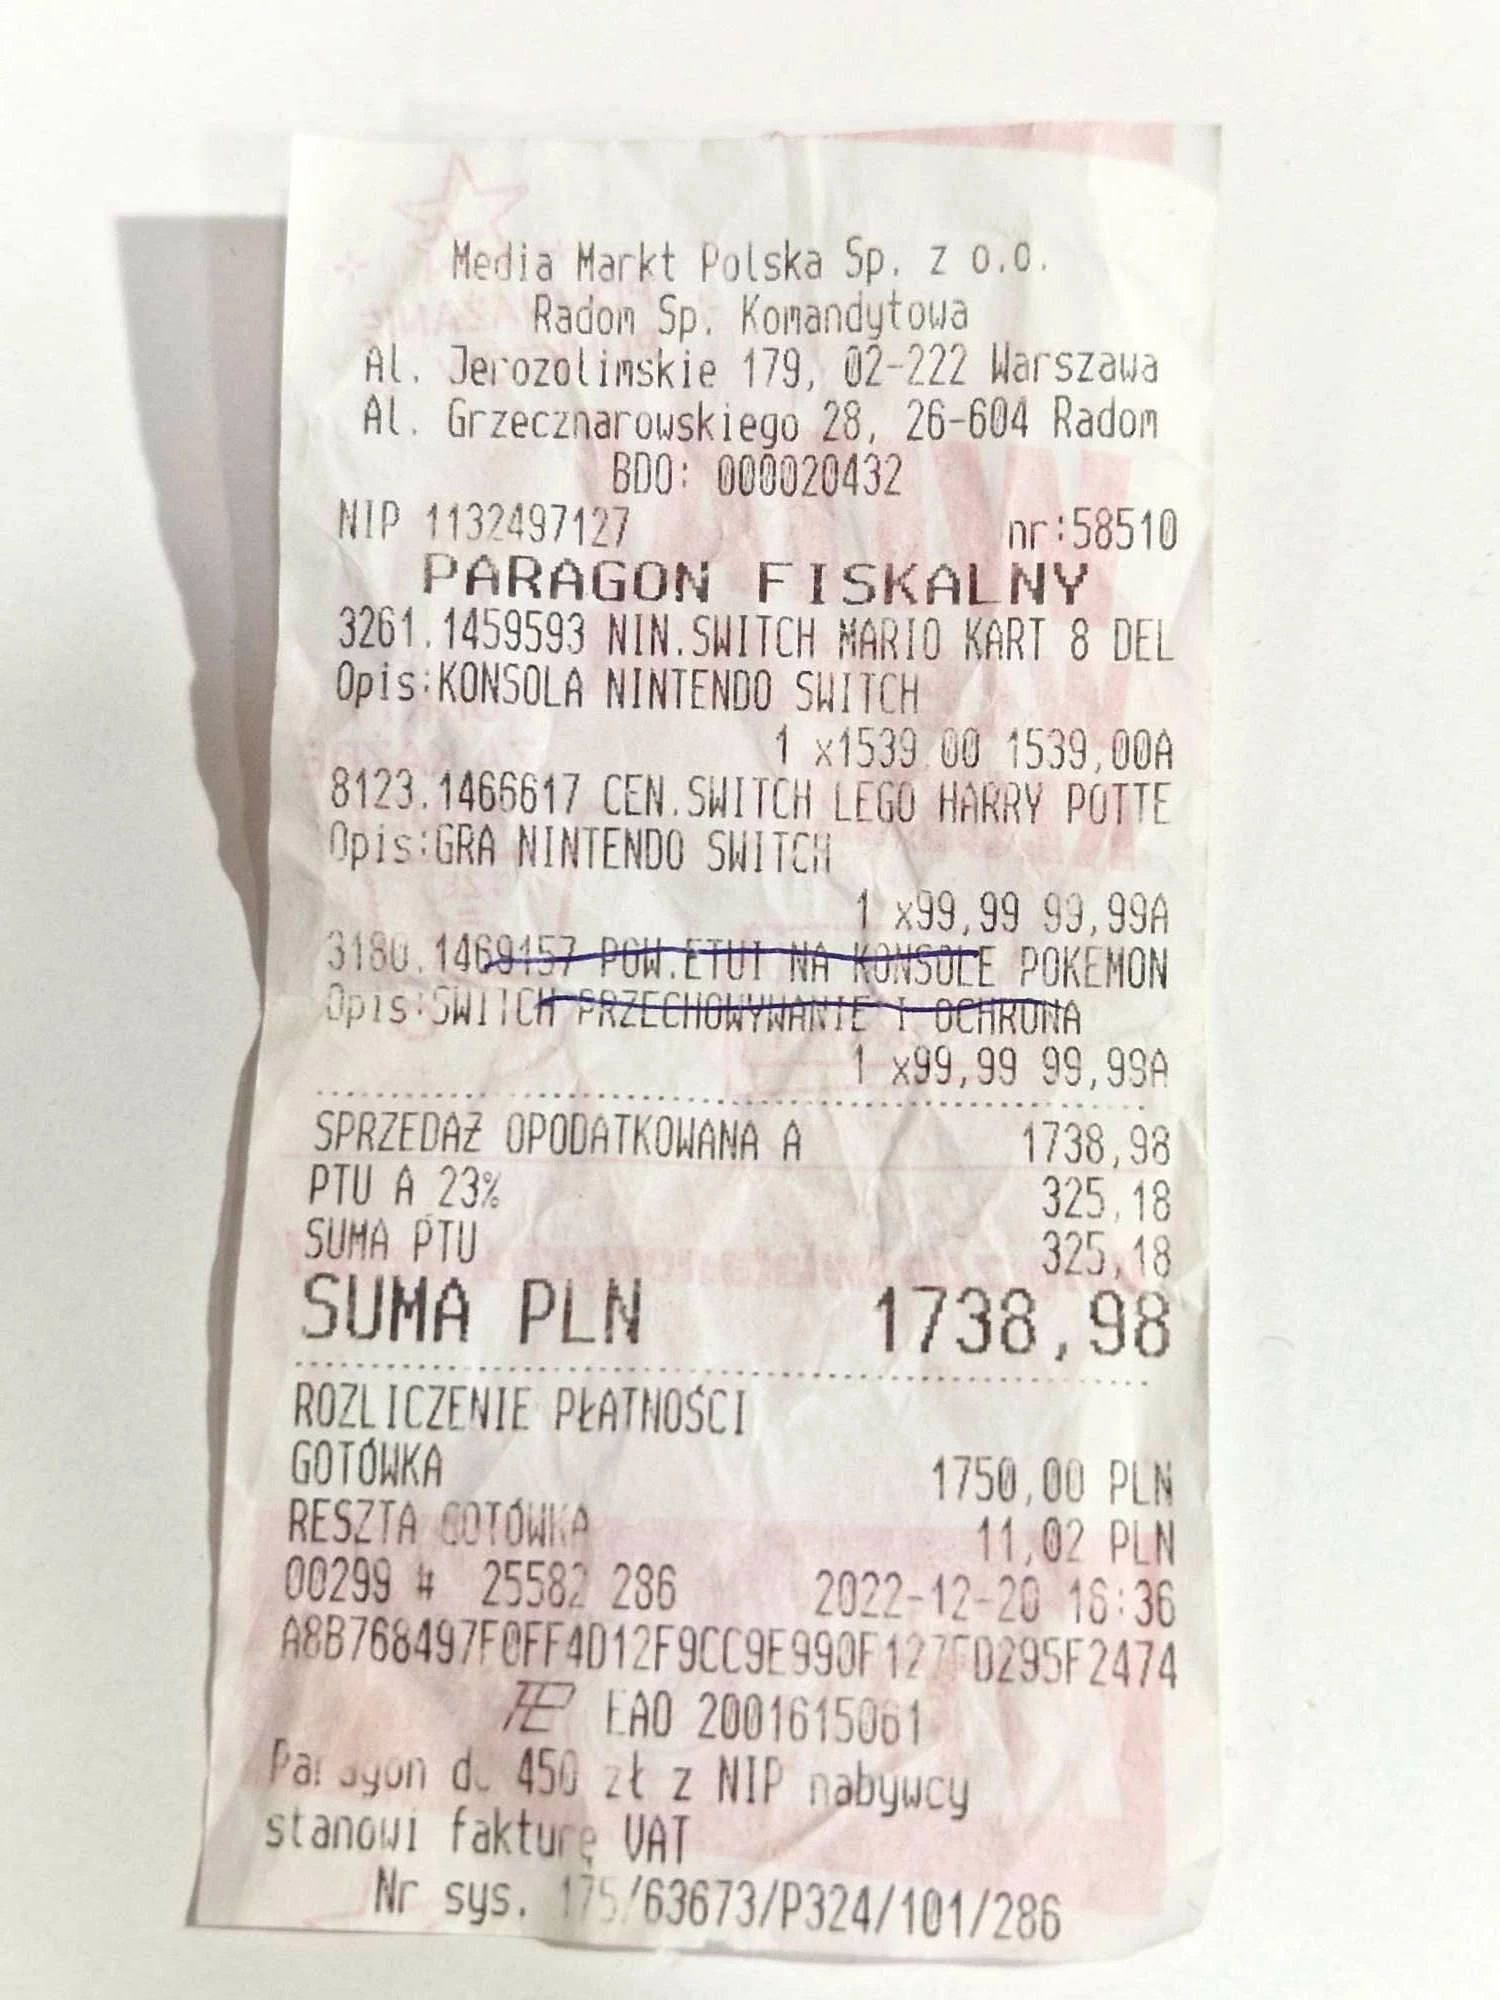 Media Markt Polska Sp. z o.o.
Radom Sp. Komandytowa
Al. Jerozolimskie 179, 02-222 Warszawa
Al. Grzecznarowskiego 28, 26-604 Radom
BDO: 000020432
NIP 1132497127 nr:58510
PARAGON FISKALNY
3261.1459593 NIN.SWITCH MARIO KART 8 DEL
Opis:KONSOLA NINTENDO SWITCH
1 x1539,00 1539,00A
8123.1466617 CEN.SWITCH LEGO HARRY POTTE
Opis:GRA NINTENDO SWITCH
1 x99,99 99,99A
3180.1469157 POW.ETUI NA KONSOLE POKEMON
Opis:SWITCH PRZECHOWYWANIE I OCHRONA
1 x99,99 99,99A
SPRZEDAŻ OPODATKOWANA A 1738,98
PTU A 23% 325,18
SUMA PTU 325,18
SUMA PLN 1738,98
ROZLICZENIE PŁATNOŚCI
GOTÓWKA 1750,00 PLN
RESZTA GOTÓWKA 11,02 PLN
00299 # 25582 286 2022-12-20 16:36
A8B768497F0FF4D12F9CC9E990F127FD295F2474
EAO 2001615061
Paragon do 450 zł z NIP nabywcy
stanowi fakturę VAT
Nr sys. 175/63673/P324/101/286